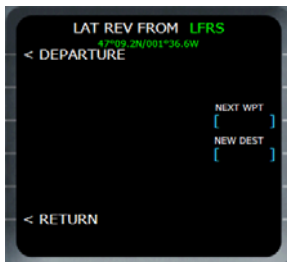 LAT REV FROM LFRS
47°09.2N/001°36.6W
< DEPARTURE
NEXT WPT
[ ]
NEW DEST
[ ]
< RETURN